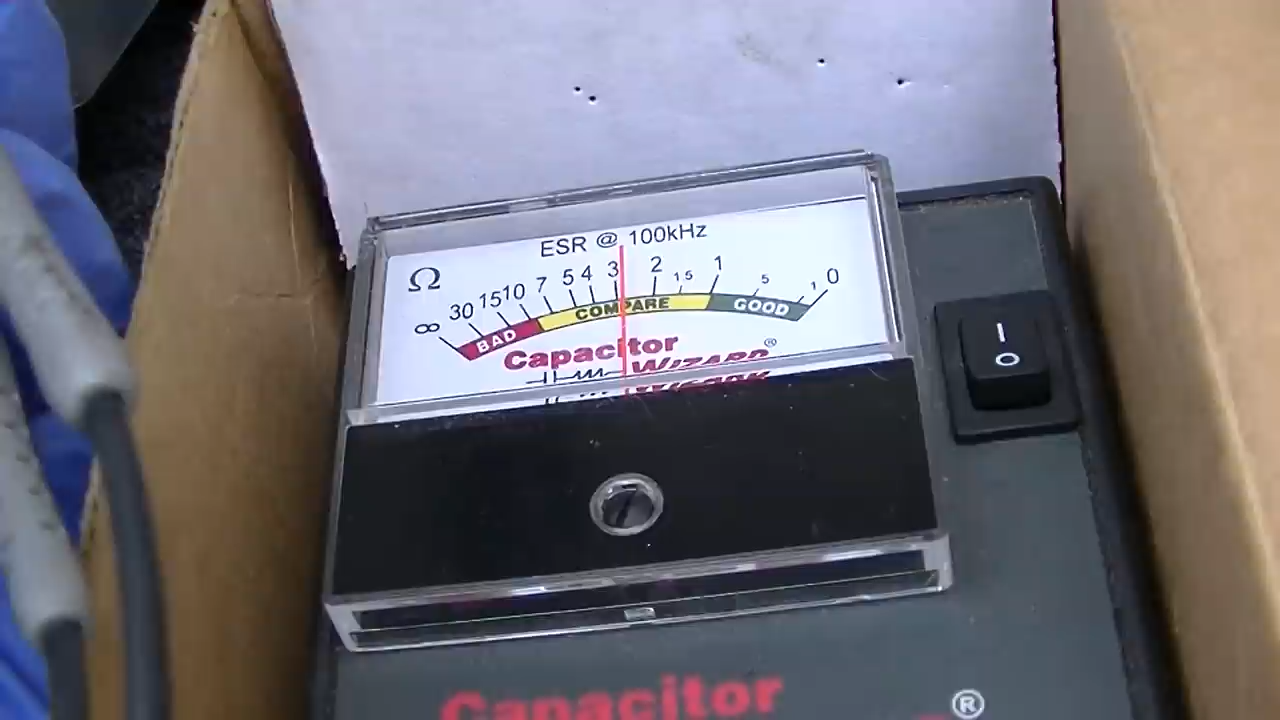 ESR @ 100kHz
Ω
∞ 30 15 10 7 5 4 3 2 1 5 1 5 1 0
BAD COMPARE GOOD
Capacitor
WIZARD®
I
O
Capacitor
®